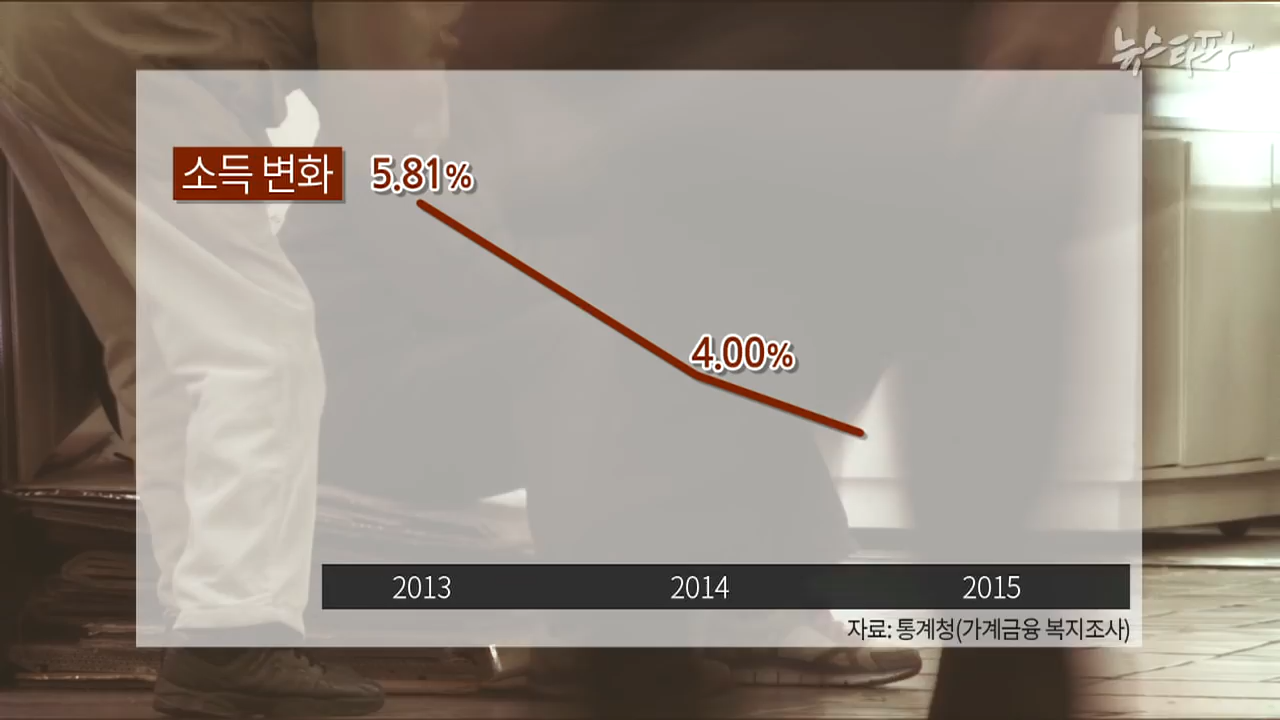 뉴스타파
소득 변화
5.81%
4.00%
2013 2014 2015
자료: 통계청(가계금융 복지조사)